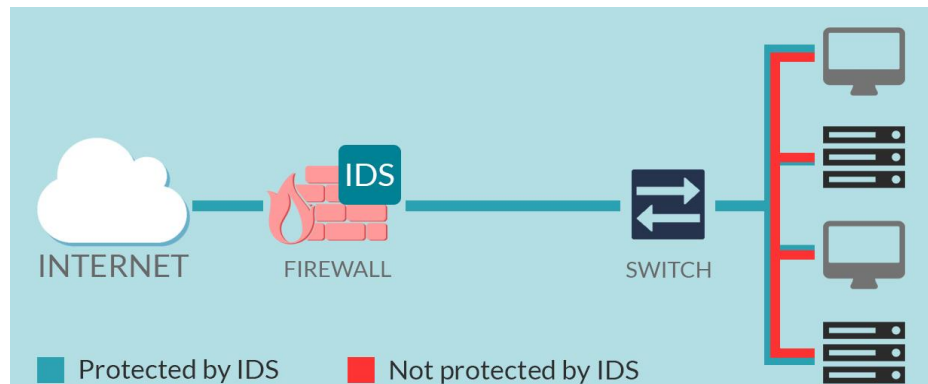 IDS
INTERNET
FIREWALL
SWITCH
Protected by IDS
Not protected by IDS